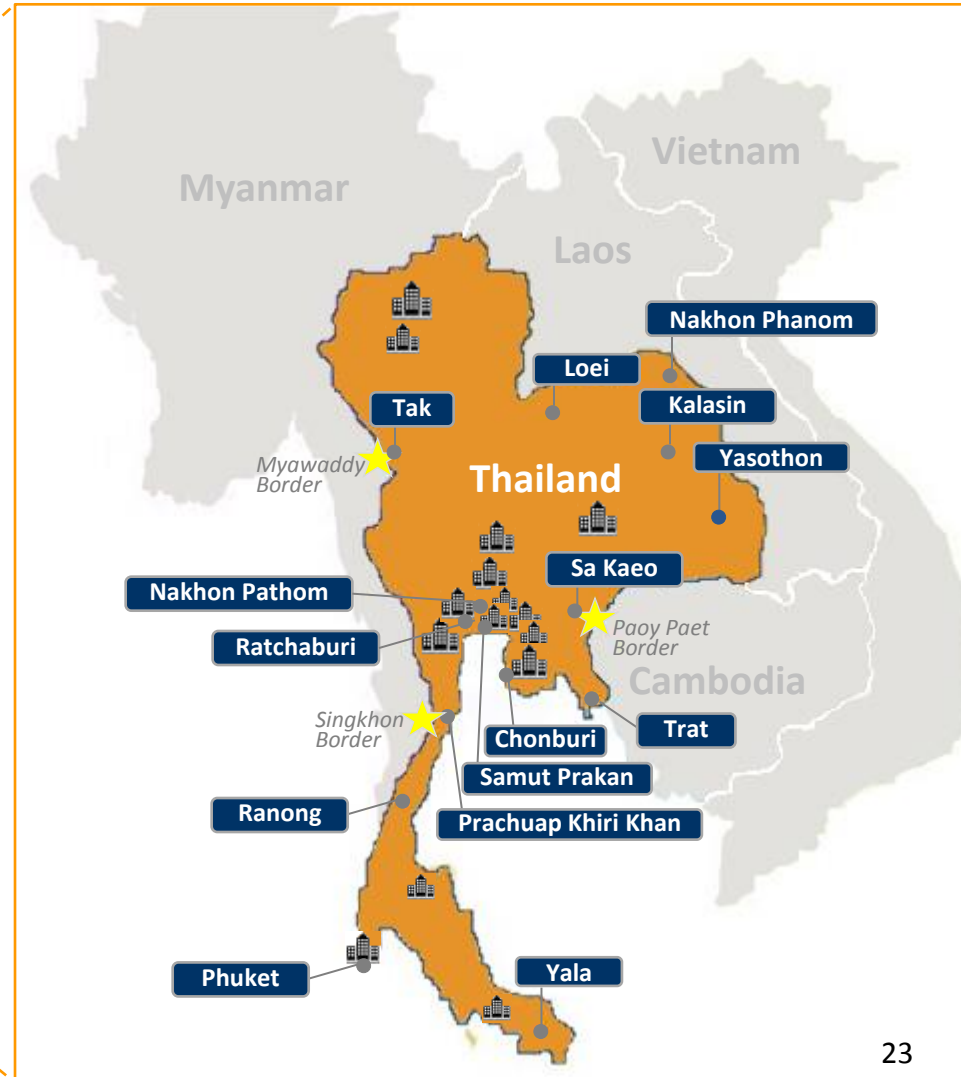 Vietnam
Myanmar
Laos
Nakhon Phanom
Loei
Kalasin
Tak
Yasothon
Myawaddy
Border
Thailand
Sa Kaeo
Nakhon Pathom
Ratchaburi
Paoy Paet
Border
Cambodia
Singkhon
Border
Trat
Chonburi
Samut Prakan
Ranong
Prachuap Khiri Khan
Phuket
Yala
23